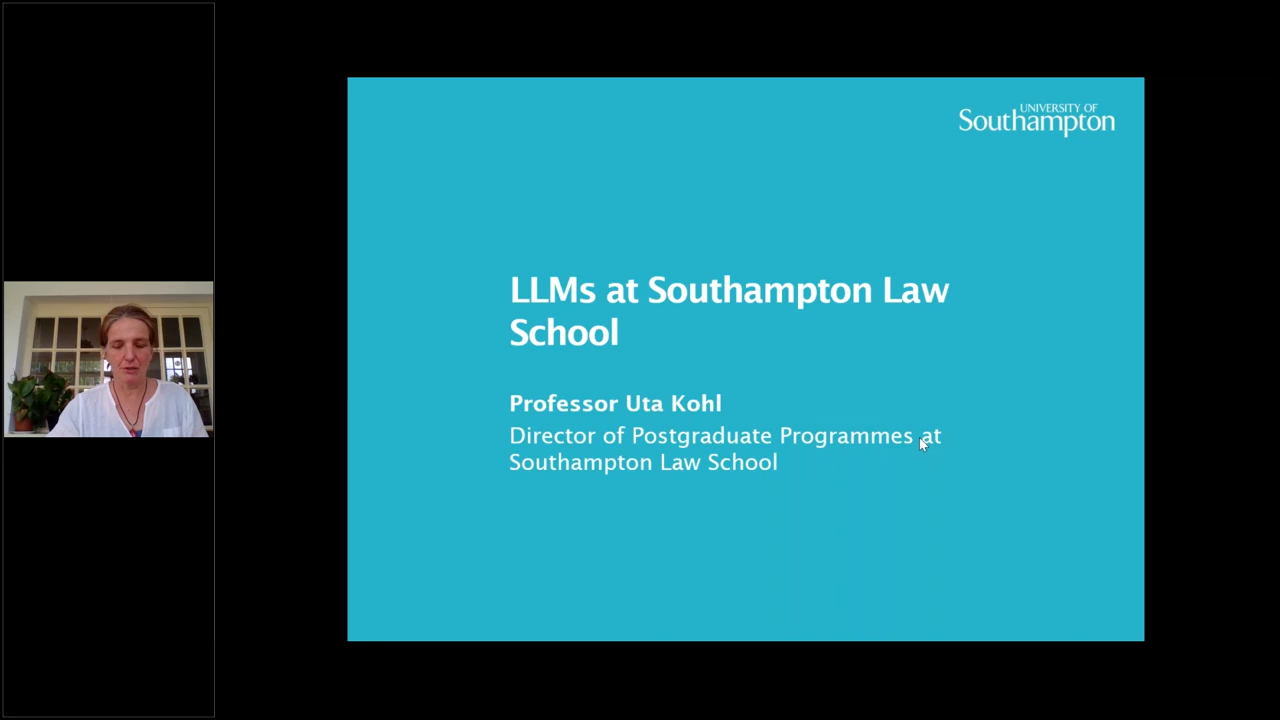 UNIVERSITY OF
Southampton
LLMs at Southampton Law
School
Professor Uta Kohl
Director of Postgraduate Programmes at
Southampton Law School